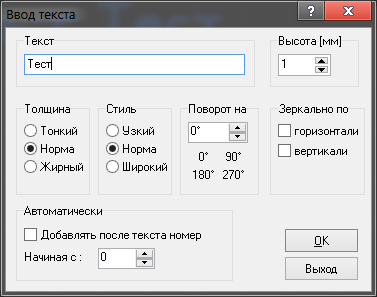 Ввод текста
Текст
Тест
Высота [мм]
1
Толщина
Тонкий
Норма
Жирный
Стиль
Узкий
Норма
Широкий
Поворот на
0°
0° 90°
180° 270°
Зеркально по
горизонтали
вертикали
Автоматически
Добавлять после текста номер
Начиная с : 0
OK
Выход